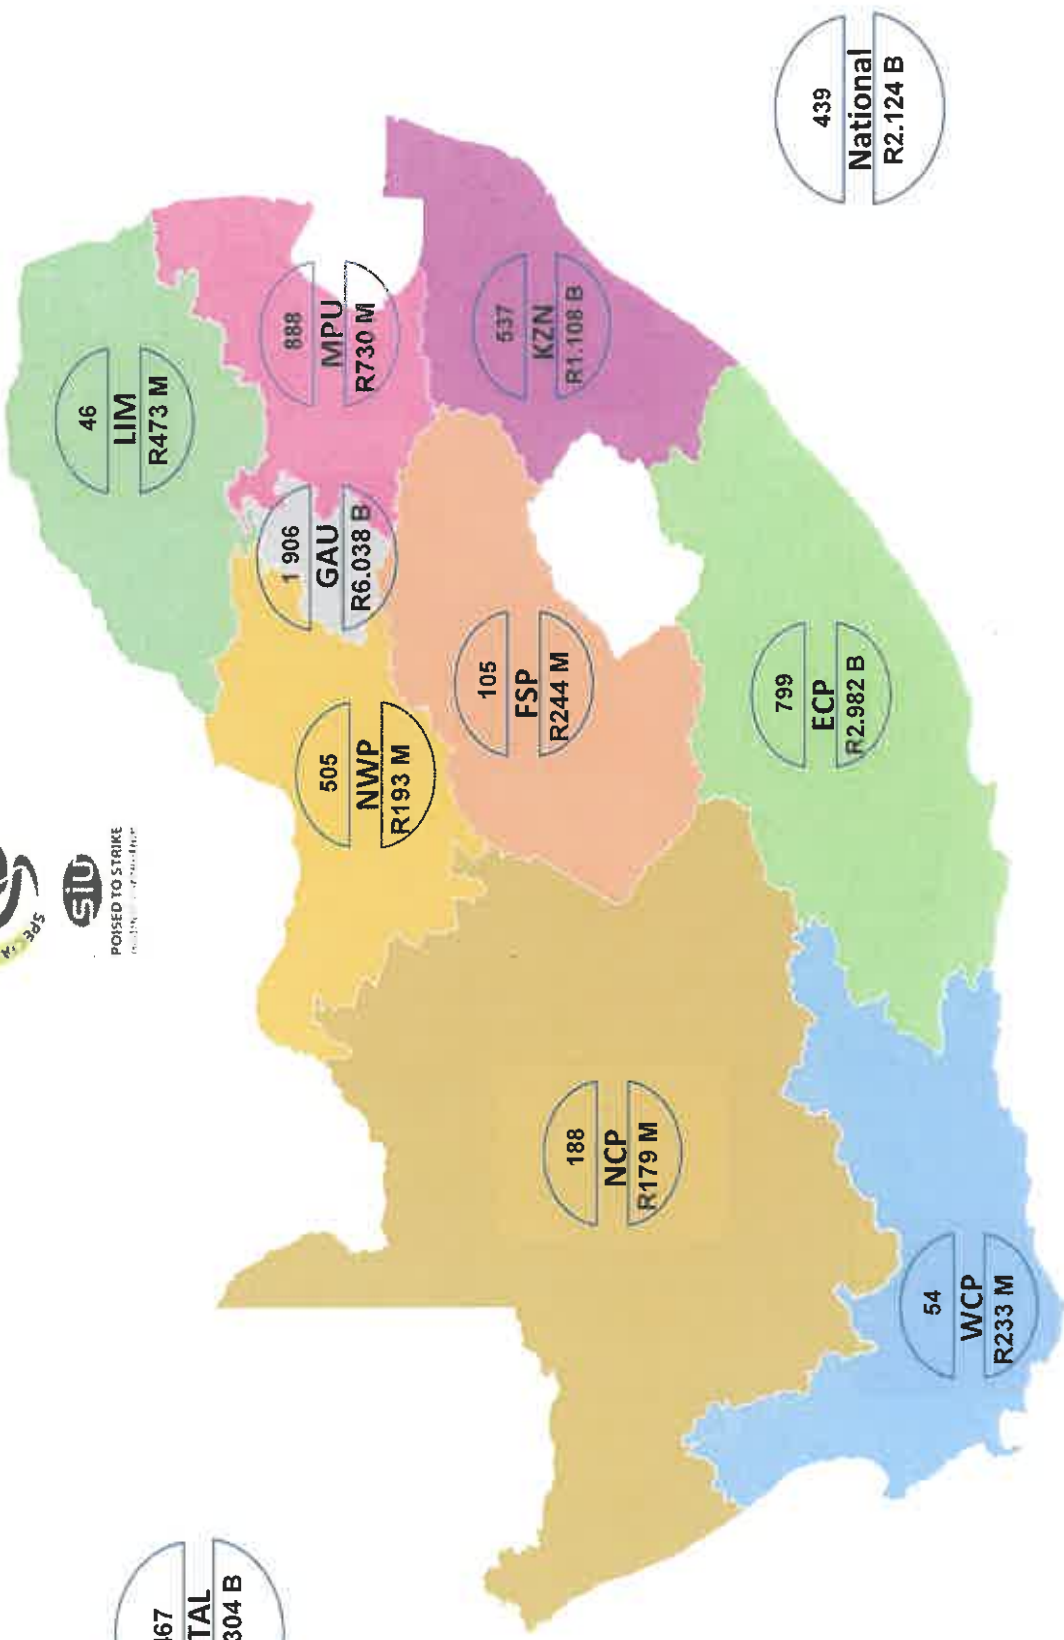 SPECIA
SIU
POISED TO STRIKE
467
TAL
304 B
46
LIM
R473 M
888
MPU
R730 M
1 906
GAU
R6.038 B
505
NWP
R193 M
105
FSP
R244 M
537
KZN
R1.108 B
188
NCP
R179 M
799
ECP
R2.982 B
54
WCP
R233 M
439
National
R2.124 B